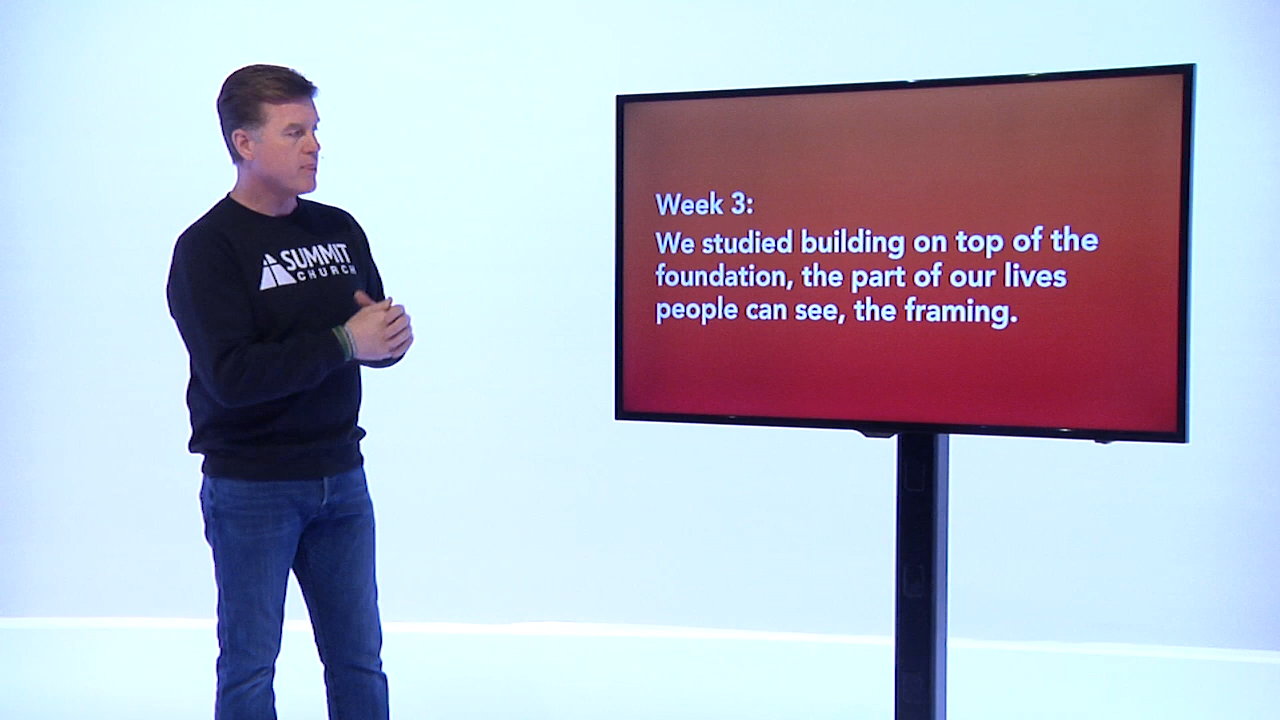 SUMMIT
CHURCH
Week 3:
We studied building on top of the
foundation, the part of our lives
people can see, the framing.